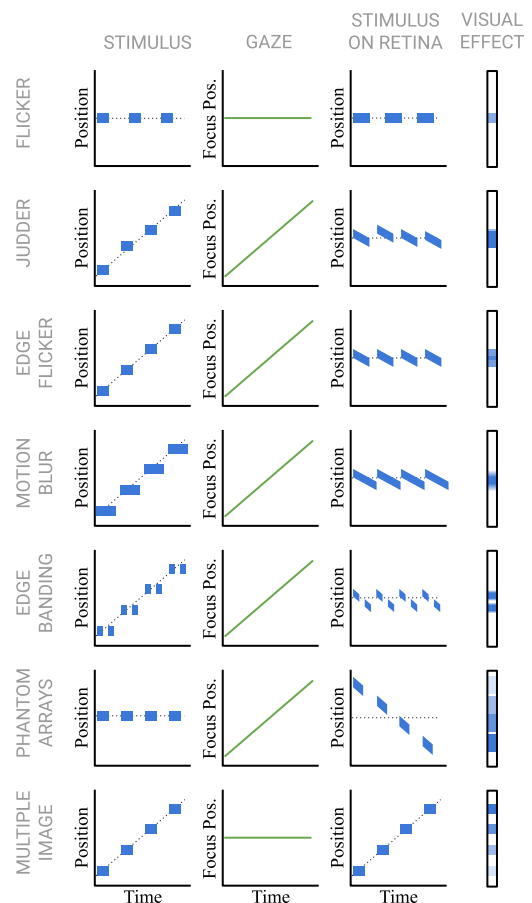 STIMULUS
GAZE
STIMULUS
ON RETINA
VISUAL
EFFECT
FLICKER
Position
Focus Pos.
Position
JUDDER
Position
Focus Pos.
Position
EDGE
FLICKER
Position
Focus Pos.
Position
MOTION
BLUR
Position
Focus Pos.
Position
EDGE
BANDING
Position
Focus Pos.
Position
PHANTOM
ARRAYS
Position
Focus Pos.
Position
MULTIPLE
IMAGE
Position
Focus Pos.
Position
Time
Time
Time